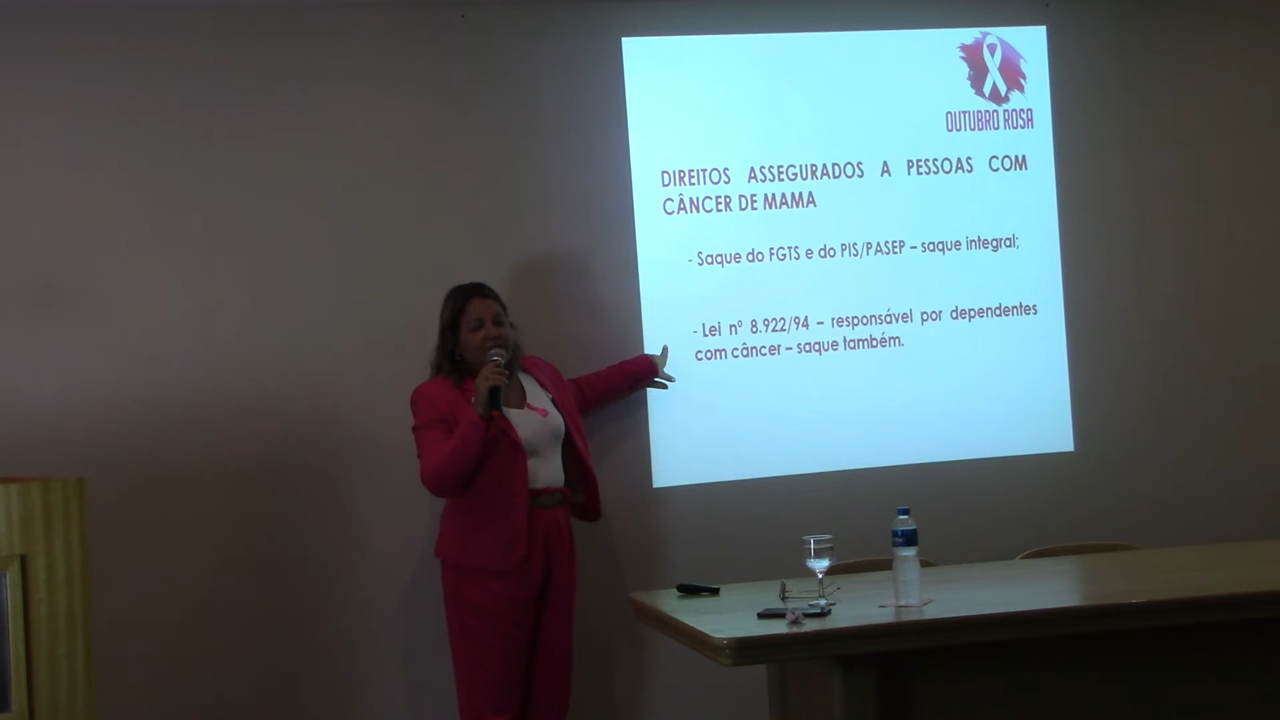 OUTUBRO ROSA
DIREITOS ASSEGURADOS A PESSOAS COM
CÂNCER DE MAMA
- Saque do FGTS e do PIS/PASEP – saque integral;
- Lei nº 8.922/94 – responsável por dependentes
com câncer – saque também.